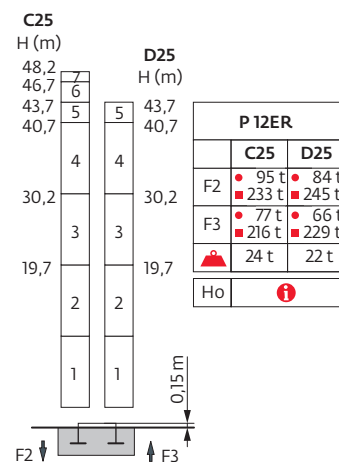 C25
H (m)
D25
H (m)
48,2
46,7
43,7
40,7
30,2
19,7
7
6
5
4
3
2
1
5
4
3
2
1
43,7
40,7
30,2
19,7
0,15 m
F2
F3
P 12ER
C25 D25
F2 95 t 84 t
233 t 245 t
F3 77 t 66 t
216 t 229 t
24 t 22 t
Ho i